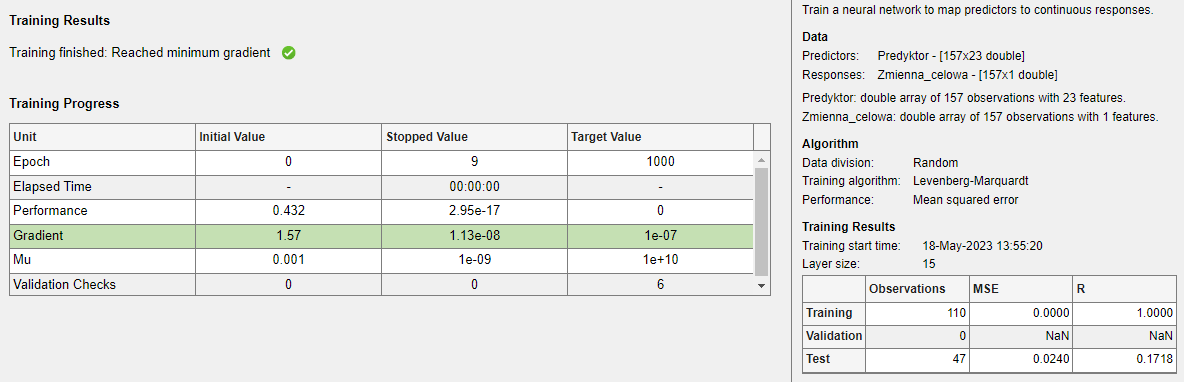 Training Results
Training finished: Reached minimum gradient
Training Progress
Unit Initial Value Stopped Value Target Value
Epoch 0 9 1000
Elapsed Time - 00:00:00 -
Performance 0.432 2.95e-17 0
Gradient 1.57 1.13e-08 1e-07
Mu 0.001 1e-09 1e+10
Validation Checks 0 0 6
Train a neural network to map predictors to continuous responses.
Data
Predictors: Predyktor - [157x23 double]
Responses: Zmienna_celowa - [157x1 double]
Predyktor: double array of 157 observations with 23 features.
Zmienna_celowa: double array of 157 observations with 1 features.
Algorithm
Data division: Random
Training algorithm: Levenberg-Marquardt
Performance: Mean squared error
Training Results
Training start time: 18-May-2023 13:55:20
Layer size: 15
Observations MSE R
Training 110 0.0000 1.0000
Validation 0 NaN NaN
Test 47 0.0240 0.1718